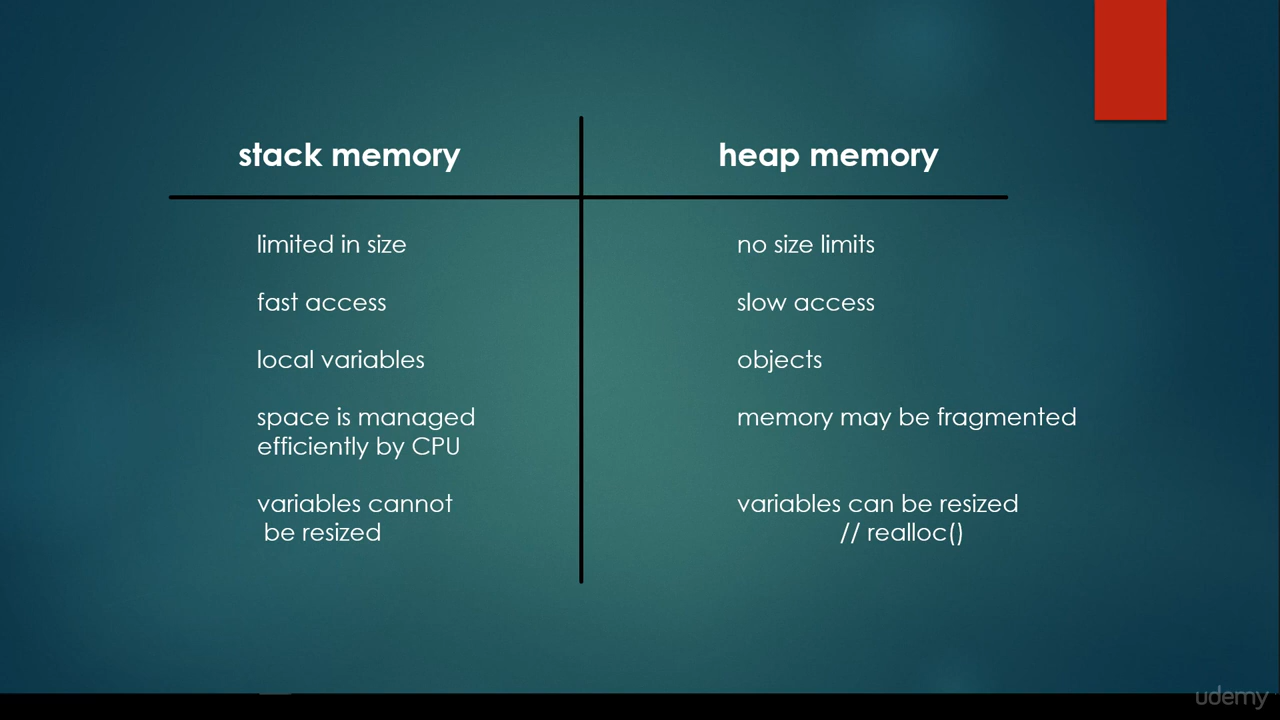 stack memory
heap memory
limited in size
no size limits
fast access
slow access
local variables
objects
space is managed
efficiently by CPU
memory may be fragmented
variables cannot
be resized
variables can be resized
// realloc()
udemy